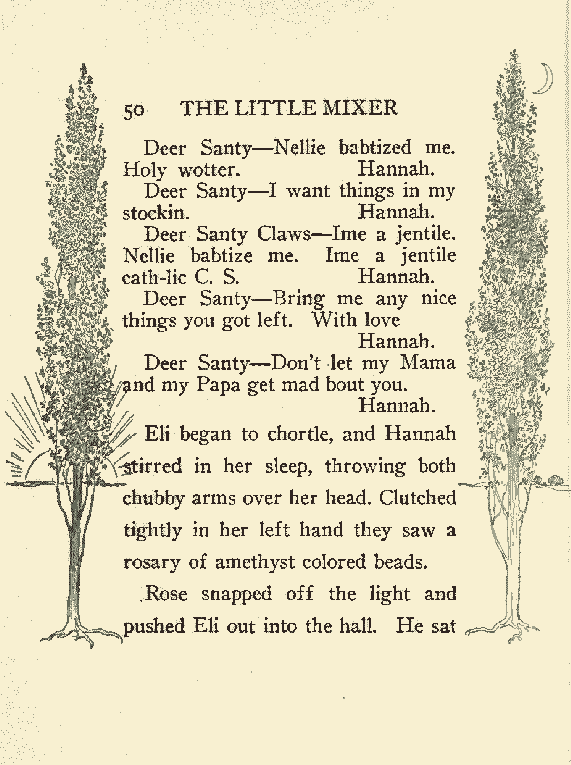 50 THE LITTLE MIXER
Deer Santy—Nellie babtized me.
Holy wotter. Hannah.
Deer Santy—I want things in my
stockin. Hannah.
Deer Santy Claws—Ime a jentile.
Nellie babtize me. Ime a jentile
cath-lic C. S. Hannah.
Deer Santy—Bring me any nice
things you got left. With love
Hannah.
Deer Santy—Don't let my Mama
and my Papa get mad bout you.
Hannah.
Eli began to chortle, and Hannah
stirred in her sleep, throwing both
chubby arms over her head. Clutched
tightly in her left hand they saw a
rosary of amethyst colored beads.
Rose snapped off the light and
pushed Eli out into the hall. He sat